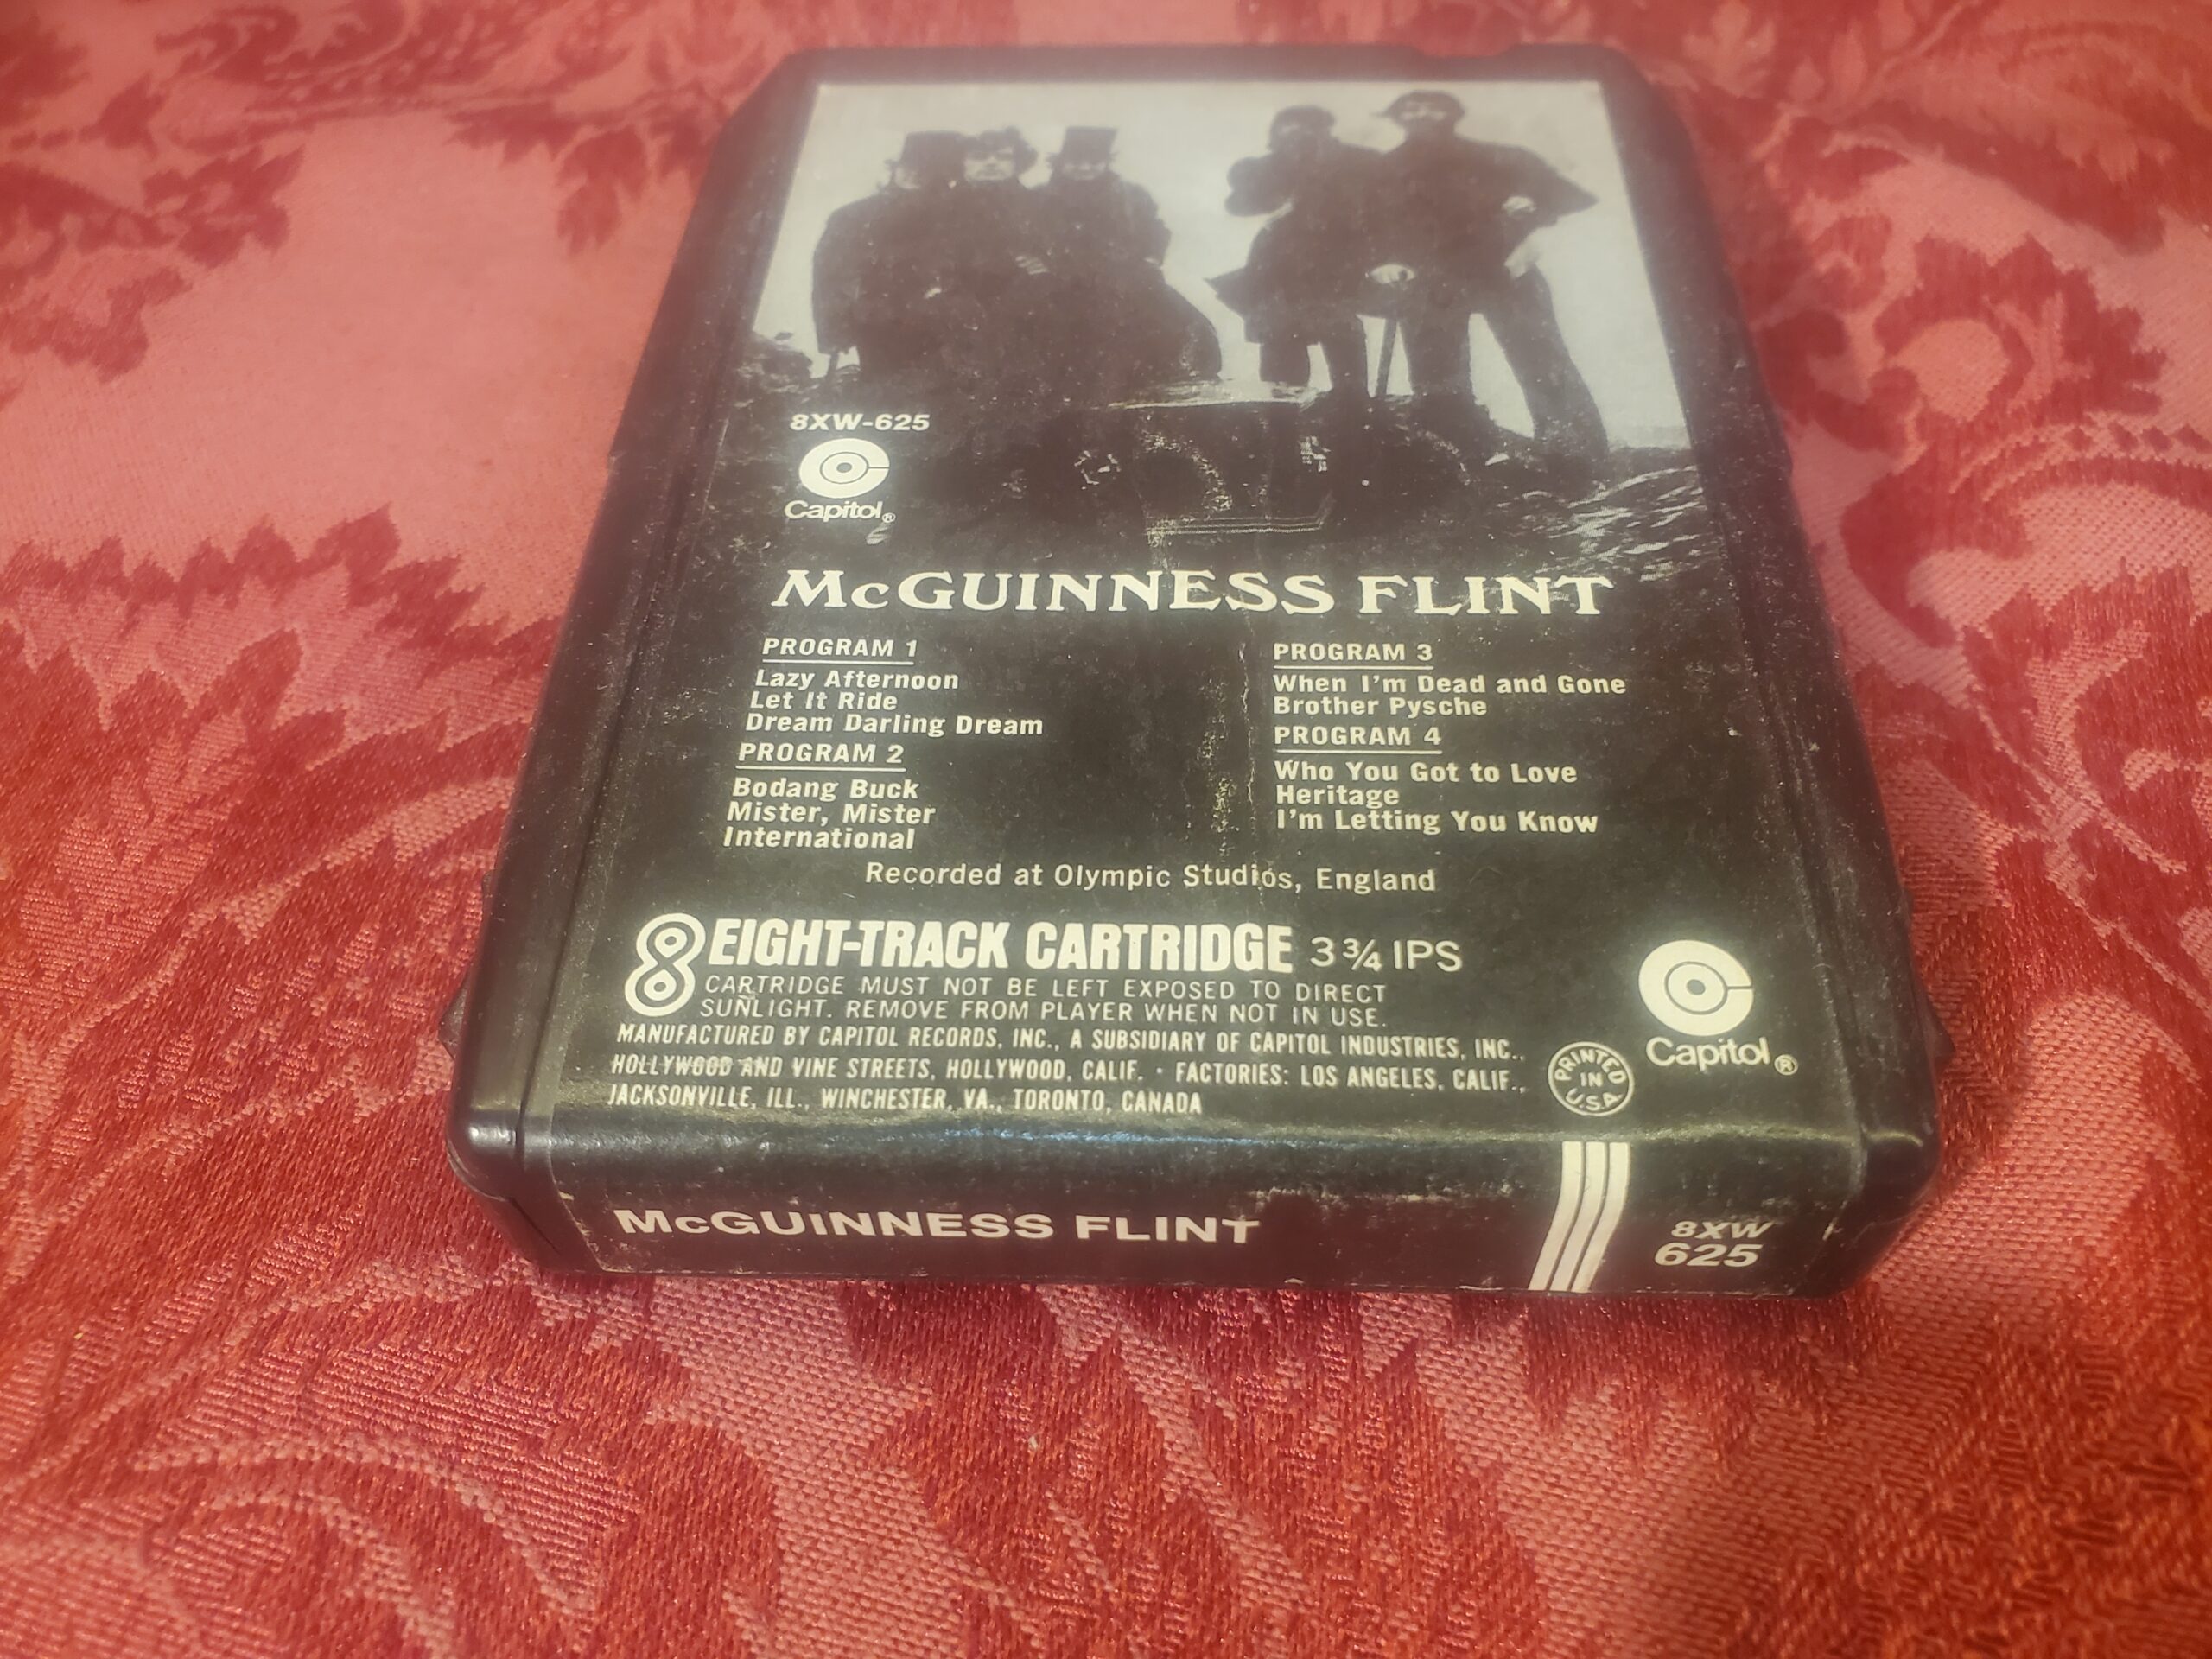 8XW-625
Capitol®
McGUINNESS FLINT
PROGRAM 1
Lazy Afternoon
Let It Ride
Dream Darling Dream
PROGRAM 2
Bodang Buck
Mister, Mister
International
PROGRAM 3
When I'm Dead and Gone
Brother Pysche
PROGRAM 4
Who You Got to Love
Heritage
I'm Letting You Know
Recorded at Olympic Studios, England
8 EIGHT-TRACK CARTRIDGE 3 ¾ IPS
CARTRIDGE MUST NOT BE LEFT EXPOSED TO DIRECT
SUNLIGHT. REMOVE FROM PLAYER WHEN NOT IN USE.
MANUFACTURED BY CAPITOL RECORDS, INC., A SUBSIDIARY OF CAPITOL INDUSTRIES, INC.,
HOLLYWOOD AND VINE STREETS, HOLLYWOOD, CALIF. · FACTORIES: LOS ANGELES, CALIF.,
JACKSONVILLE, ILL., WINCHESTER, VA., TORONTO, CANADA
PRINTED
IN
U.S.A.
Capitol®
McGUINNESS FLINT
8XW
625